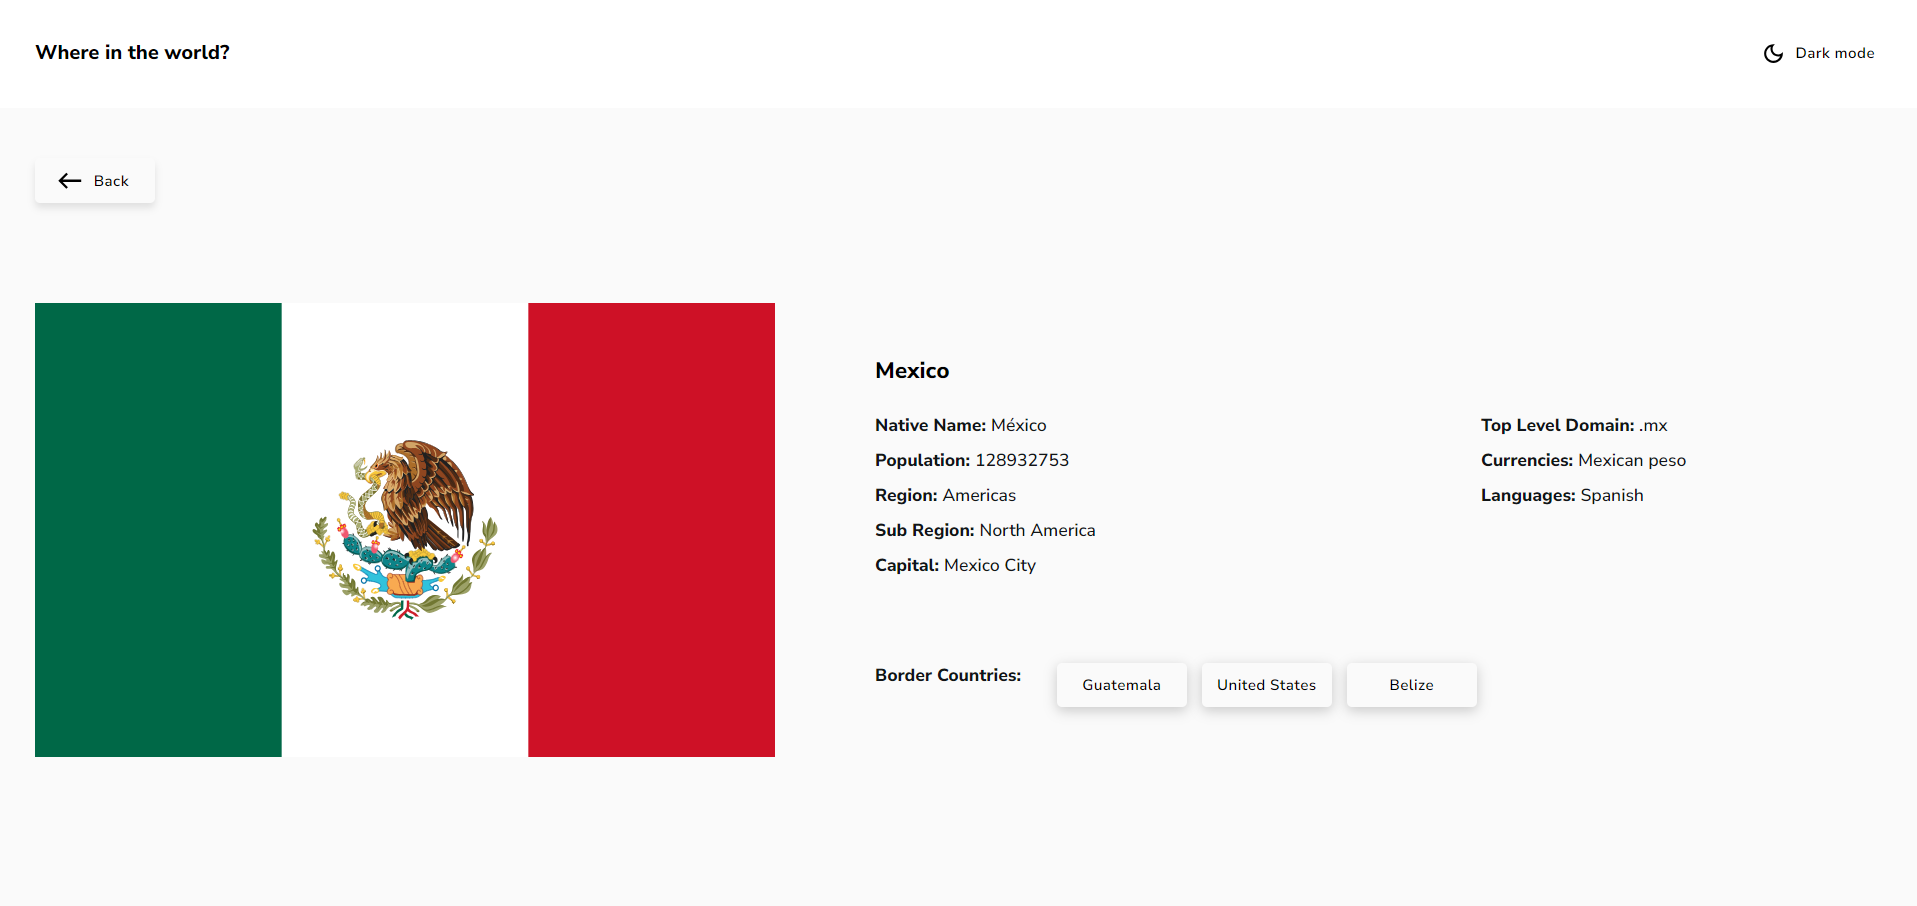 Where in the world?
Dark mode
Back
Mexico
Native Name: México
Population: 128932753
Region: Americas
Sub Region: North America
Capital: Mexico City
Top Level Domain: .mx
Currencies: Mexican peso
Languages: Spanish
Border Countries:
Guatemala
United States
Belize